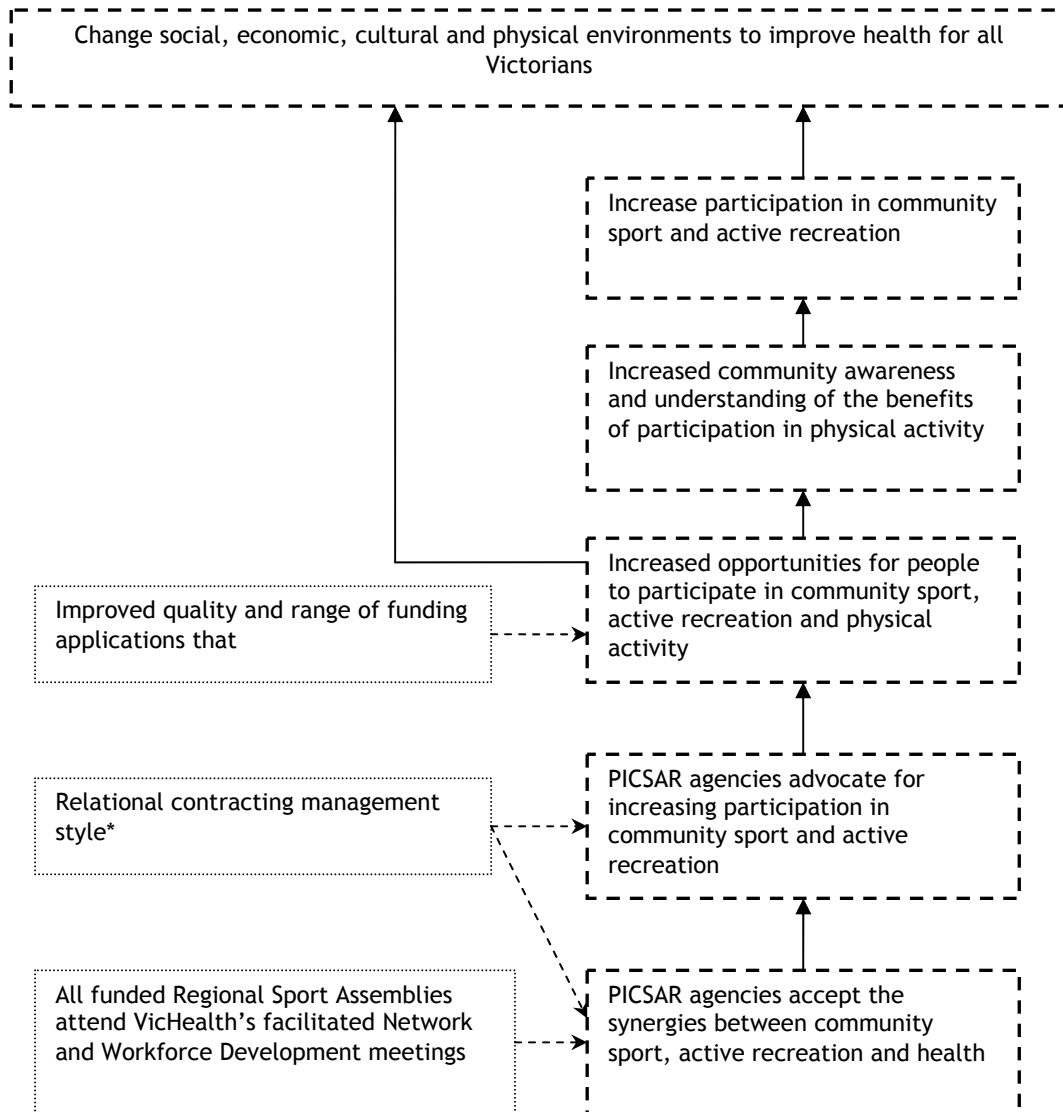 Change social, economic, cultural and physical environments to improve health for all
Victorians
Increase participation in community
sport and active recreation
Increased community awareness
and understanding of the benefits
of participation in physical activity
Increased opportunities for people
to participate in community sport,
active recreation and physical
activity
Improved quality and range of funding
applications that
PICSAR agencies advocate for
increasing participation in
community sport and active
recreation
Relational contracting management
style*
All funded Regional Sport Assemblies
attend VicHealth’s facilitated Network
and Workforce Development meetings
PICSAR agencies accept the
synergies between community
sport, active recreation and health